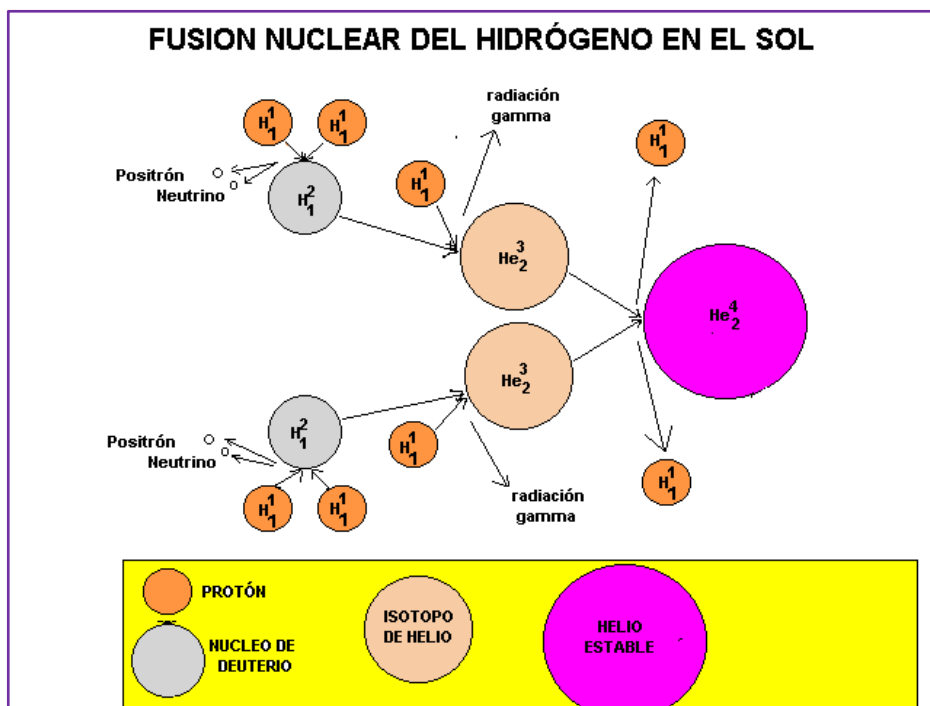 FUSION NUCLEAR DEL HIDRÓGENO EN EL SOL
radiación
gamma
H 1 1
H 1 1
H 1 1
Positrón
Neutrino
H 2 1
H 1 1
He 3 2
He 4 2
He 3 2
Positrón
Neutrino
H 2 1
H 1 1
H 1 1
H 1 1
H 1 1
radiación
gamma
PROTÓN
NUCLEO DE
DEUTERIO
ISOTOPO
DE HELIO
HELIO
ESTABLE